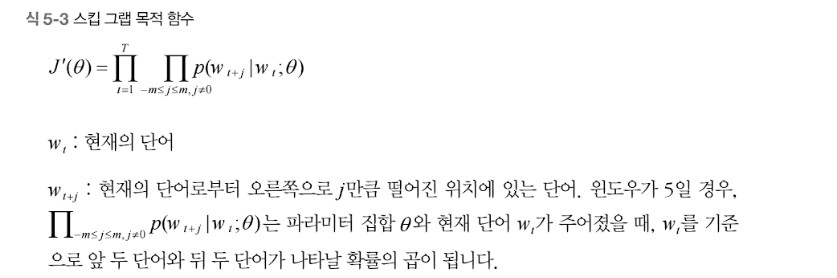 식 5-3 스킵 그램 목적 함수
J'(θ) = ∏_{t=1}^{T} ∏_{-m≤j≤m, j≠0} p(w_{t+j} | w_t; θ)
w_t : 현재의 단어
w_{t+j} : 현재의 단어로부터 오른쪽으로 j만큼 떨어진 위치에 있는 단어. 윈도우가 5일 경우,
∏_{-m≤j≤m, j≠0} p(w_{t+j} | w_t; θ)는 파라미터 집합 θ와 현재 단어 w_t가 주어졌을 때, w_t를 기준
으로 앞 두 단어와 뒤 두 단어가 나타날 확률의 곱이 됩니다.